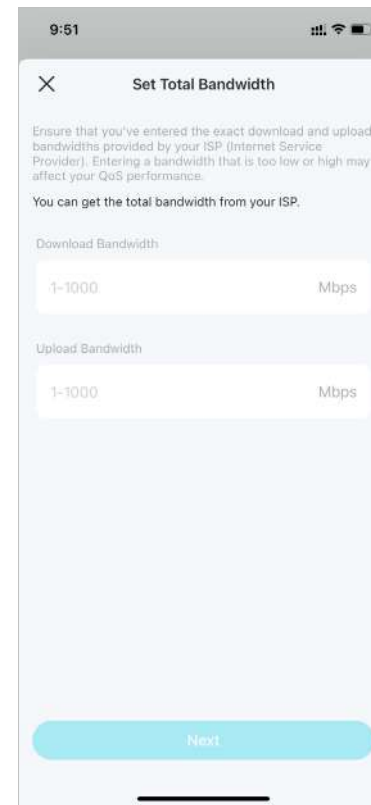 9:51
Set Total Bandwidth
Ensure that you've entered the exact download and upload
bandwidths provided by your ISP (Internet Service
Provider). Entering a bandwidth that is too low or high may
affect your QoS performance.
You can get the total bandwidth from your ISP.
Download Bandwidth
1-1000 Mbps
Upload Bandwidth
1-1000 Mbps
Next